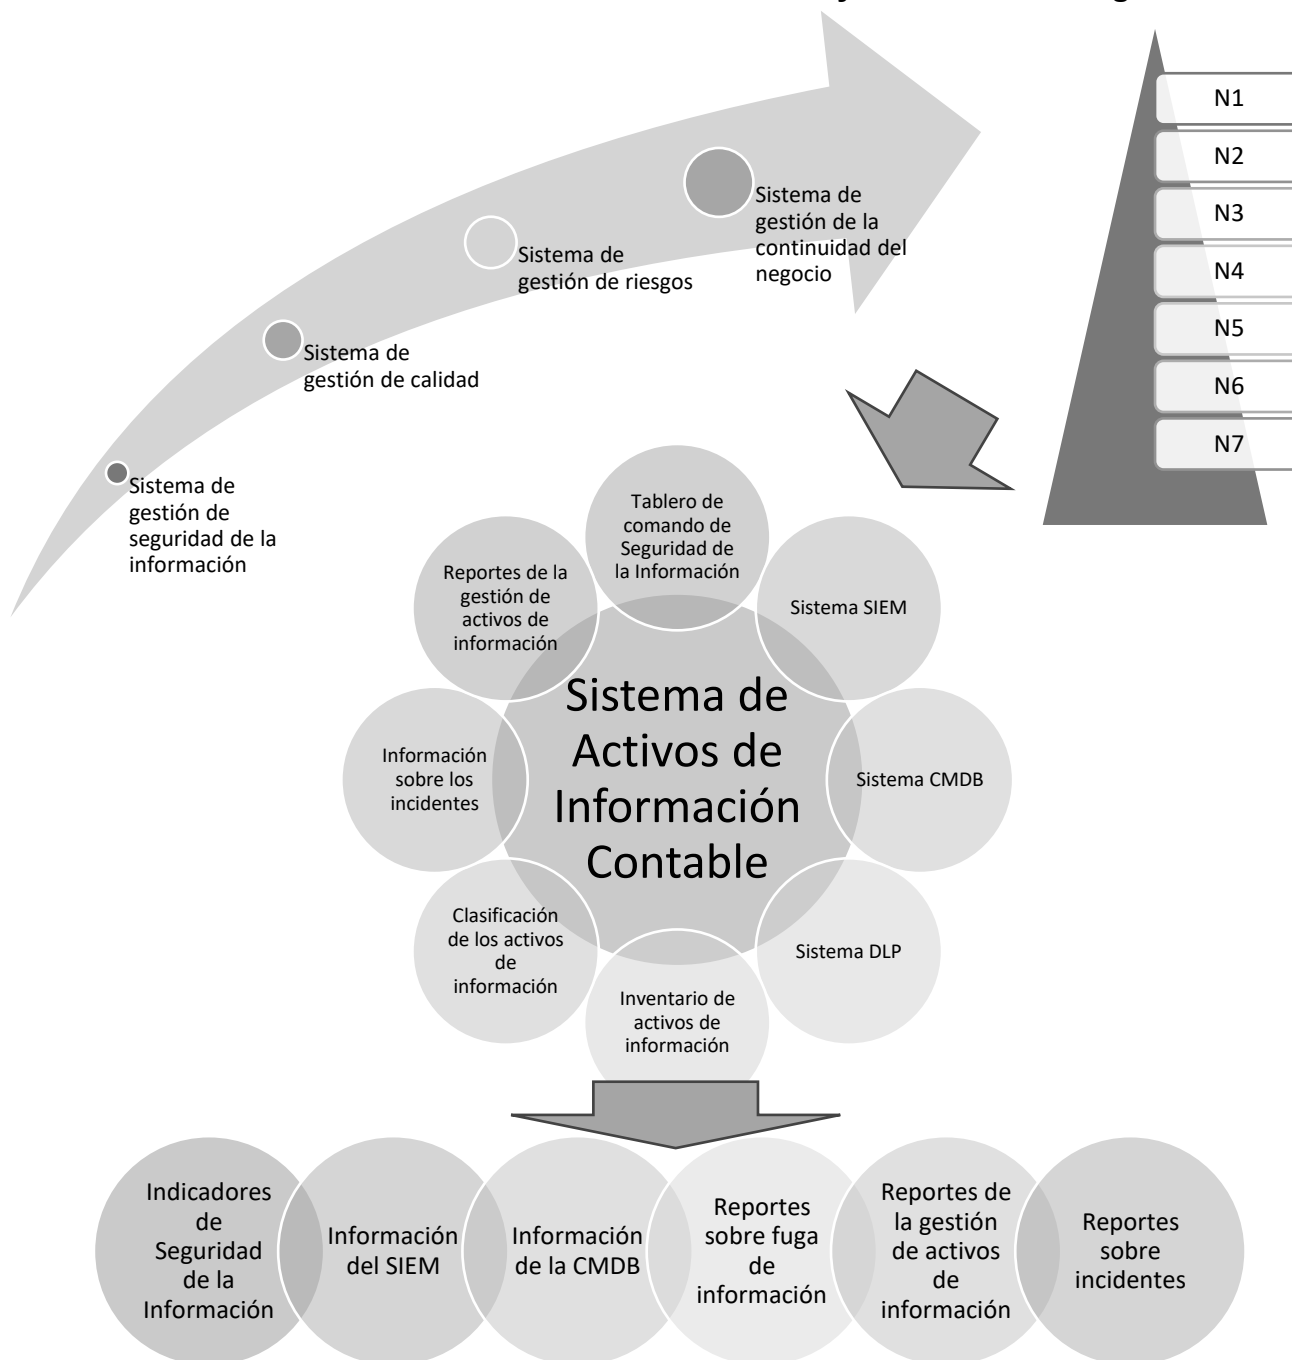 N1
N2
N3
N4
N5
N6
N7
Sistema de
gestión de la
continuidad del
negocio
Sistema de
gestión de riesgos
Sistema de
gestión de calidad
Sistema de
gestión de
seguridad de la
información
Tablero de
comando de
Seguridad de
la Información
Sistema SIEM
Sistema CMDB
Sistema DLP
Inventario de
activos de
información
Clasificación
de los activos
de
información
Información
sobre los
incidentes
Reportes de la
gestión de
activos de
información
Sistema de
Activos de
Información
Contable
Indicadores
de
Seguridad
de la
Información
Información
del SIEM
Información
de la CMDB
Reportes
sobre fuga
de
información
Reportes de
la gestión
de activos
de
información
Reportes
sobre
incidentes